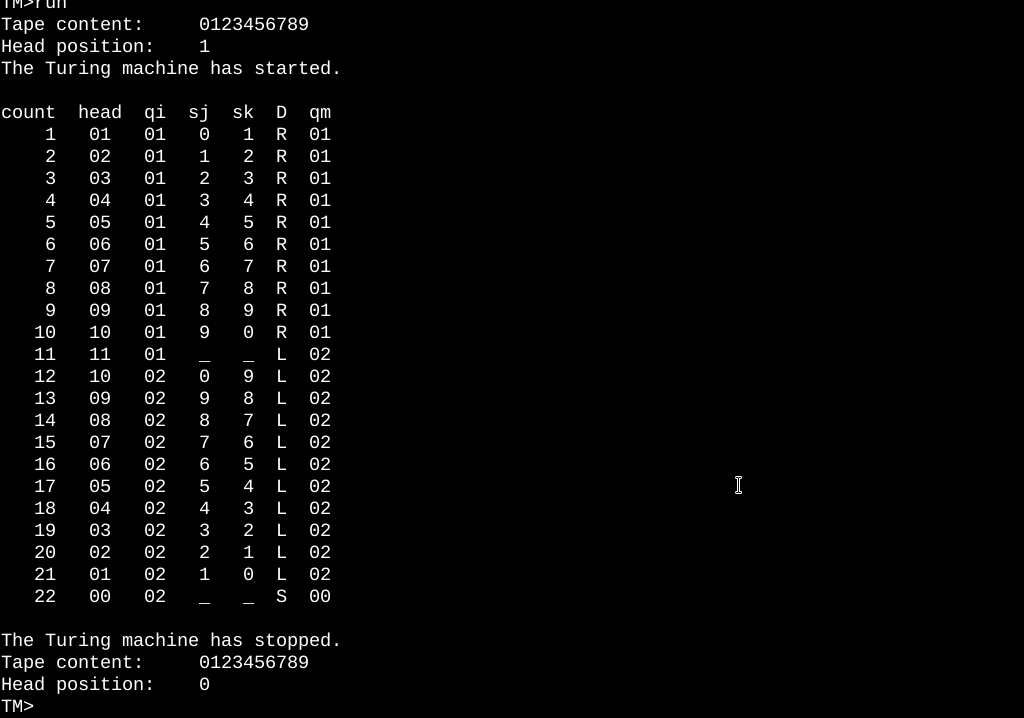 TM>run
Tape content:     0123456789
Head position:    1
The Turing machine has started.

count  head  qi  sj  sk  D  qm
    1   01   01   0   1  R  01
    2   02   01   1   2  R  01
    3   03   01   2   3  R  01
    4   04   01   3   4  R  01
    5   05   01   4   5  R  01
    6   06   01   5   6  R  01
    7   07   01   6   7  R  01
    8   08   01   7   8  R  01
    9   09   01   8   9  R  01
   10   10   01   9   0  R  01
   11   11   01   _   _  L  02
   12   10   02   0   9  L  02
   13   09   02   9   8  L  02
   14   08   02   8   7  L  02
   15   07   02   7   6  L  02
   16   06   02   6   5  L  02
   17   05   02   5   4  L  02
   18   04   02   4   3  L  02
   19   03   02   3   2  L  02
   20   02   02   2   1  L  02
   21   01   02   1   0  L  02
   22   00   02   _   _  S  00

The Turing machine has stopped.
Tape content:     0123456789
Head position:    0
TM>